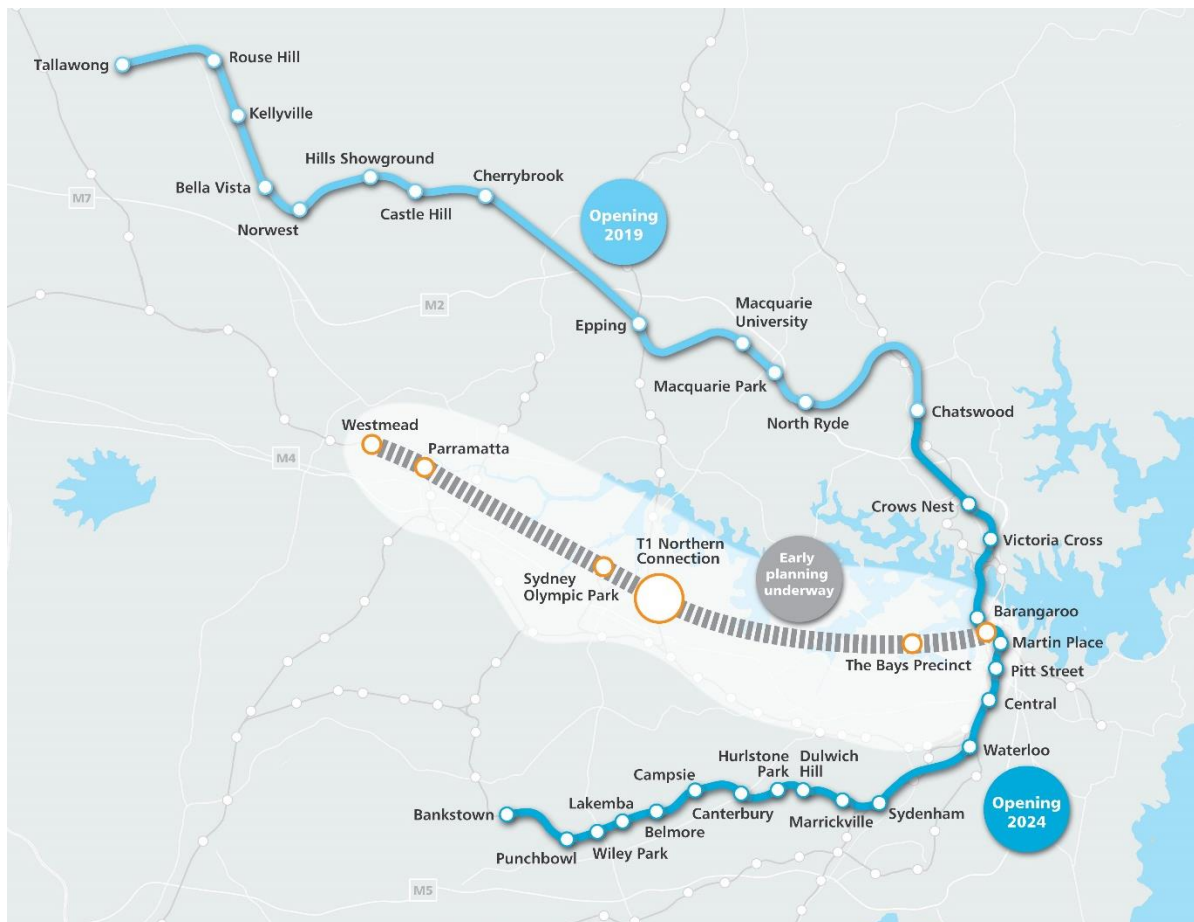 Tallawong
Rouse Hill
Kellyville
Hills Showground
Cherrybrook
Bella Vista
M7
Castle Hill
Norwest
Opening
2019
M2
Macquarie
University
Epping
Macquarie Park
North Ryde
Chatswood
Westmead
Parramatta
M4
Crows Nest
T1 Northern
Connection
Early
planning
underway
Victoria Cross
Sydney
Olympic Park
Barangaroo
Martin Place
The Bays Precinct
Pitt Street
Central
Waterloo
Hurlstone
Park
Dulwich
Hill
Campsie
Lakemba
Bankstown
Canterbury
Sydenham
Opening
2024
Belmore
Marrickville
Wiley Park
Punchbowl
M5